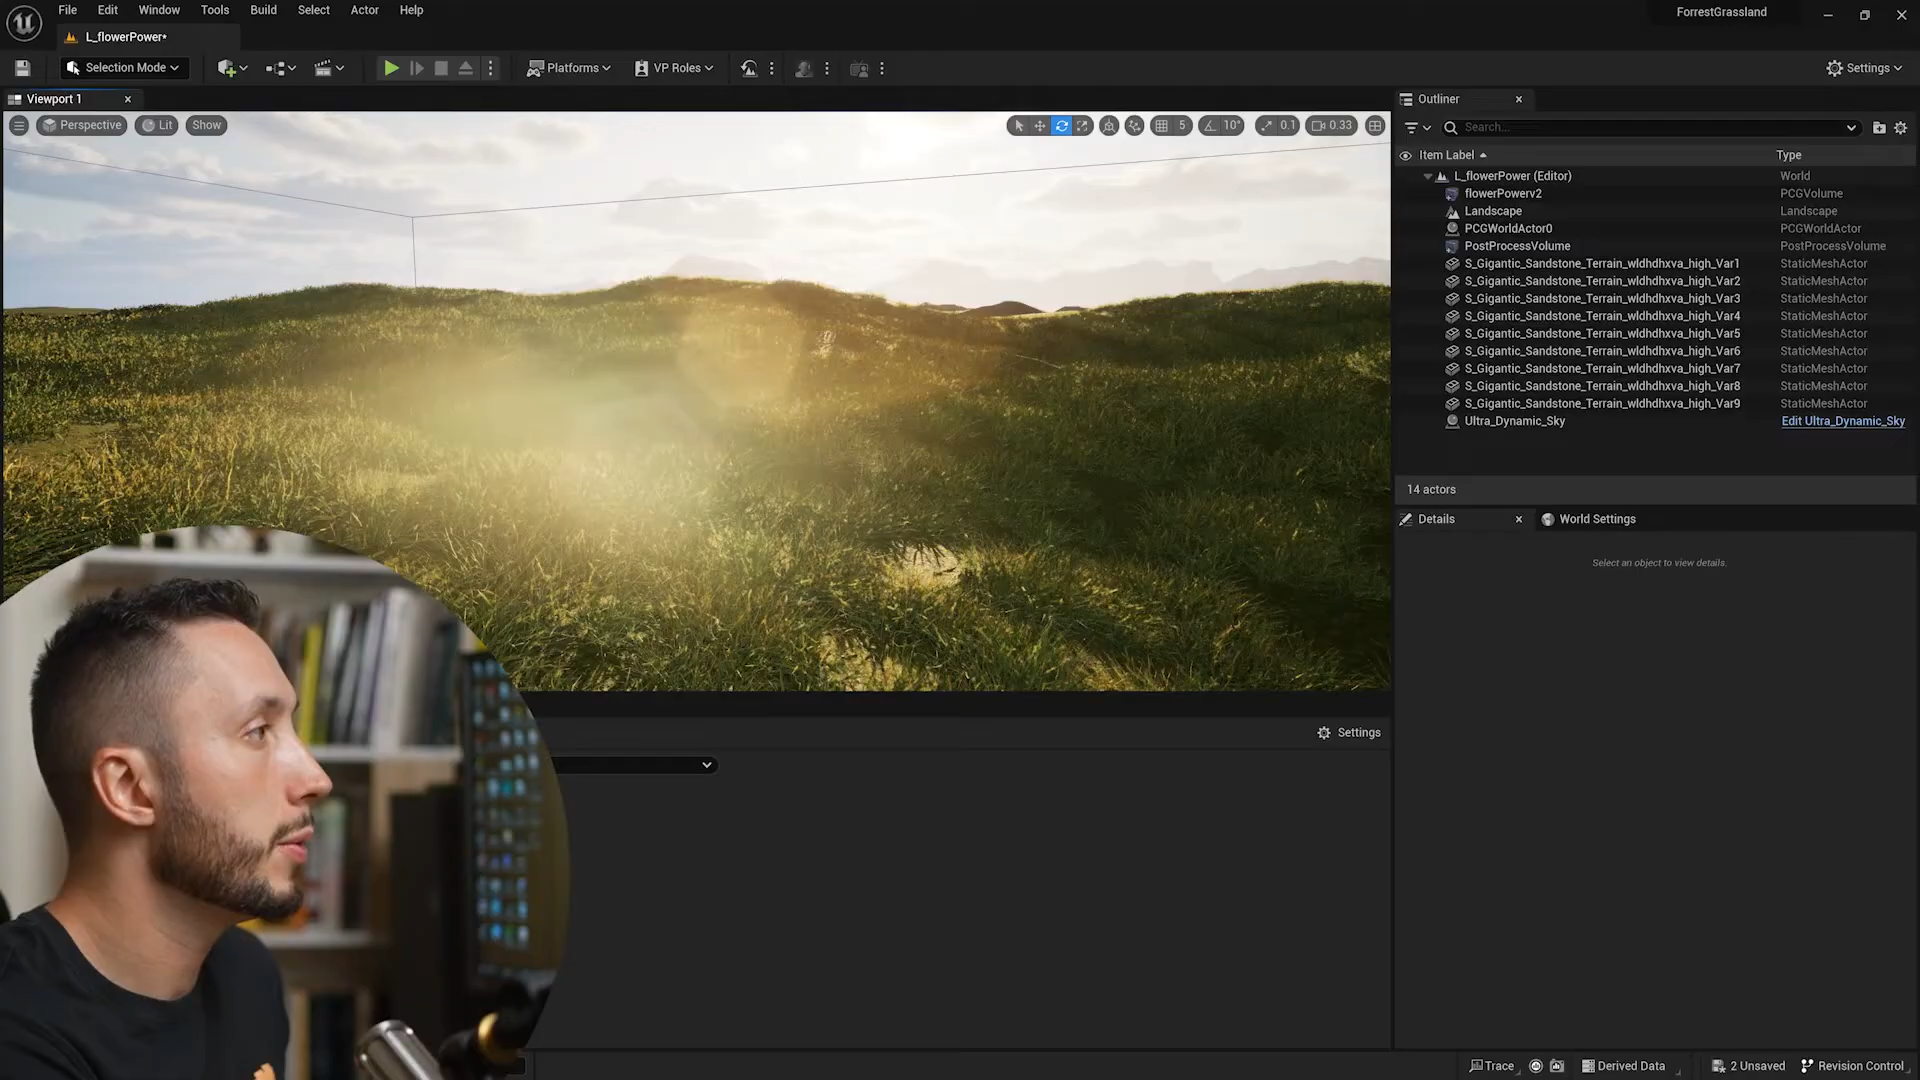 File Edit Window Tools Build Select Actor Help
ForrestGrassland
L_flowerPower*
Selection Mode
Platforms
VP Roles
Settings
Viewport 1
Outliner
Perspective
Lit
Show
5
10°
0.1
0.33
Search...
Item Label
Type
L_flowerPower (Editor) World
flowerPowerv2 PCGVolume
Landscape Landscape
PCGWorldActor0 PCGWorldActor
PostProcessVolume PostProcessVolume
S_Gigantic_Sandstone_Terrain_wldhdhxva_high_Var1 StaticMeshActor
S_Gigantic_Sandstone_Terrain_wldhdhxva_high_Var2 StaticMeshActor
S_Gigantic_Sandstone_Terrain_wldhdhxva_high_Var3 StaticMeshActor
S_Gigantic_Sandstone_Terrain_wldhdhxva_high_Var4 StaticMeshActor
S_Gigantic_Sandstone_Terrain_wldhdhxva_high_Var5 StaticMeshActor
S_Gigantic_Sandstone_Terrain_wldhdhxva_high_Var6 StaticMeshActor
S_Gigantic_Sandstone_Terrain_wldhdhxva_high_Var7 StaticMeshActor
S_Gigantic_Sandstone_Terrain_wldhdhxva_high_Var8 StaticMeshActor
S_Gigantic_Sandstone_Terrain_wldhdhxva_high_Var9 StaticMeshActor
Ultra_Dynamic_Sky Edit Ultra_Dynamic_Sky
14 actors
Details
World Settings
Select an object to view details.
Settings
Trace
Derived Data
2 Unsaved
Revision Control